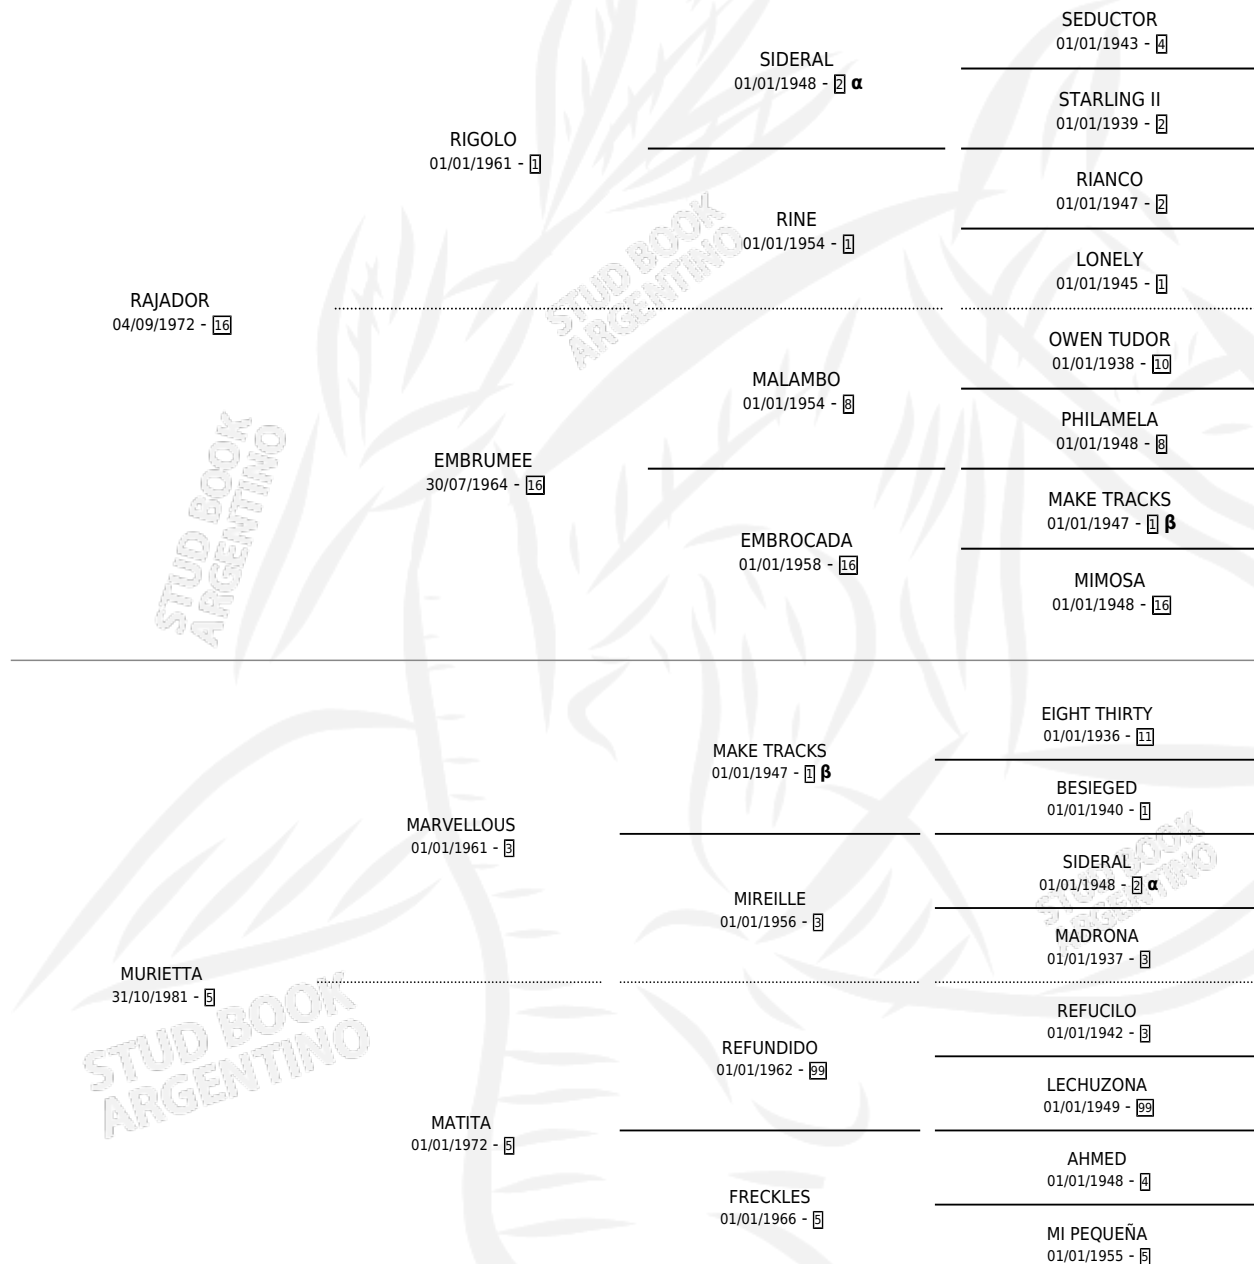 SEDUCTOR
01/01/1943 - 4
SIDERAL
01/01/1948 - 2 α
STARLING II
01/01/1939 - 2
RIGOLO
01/01/1961 - 1
RIANCO
01/01/1947 - 2
RINE
01/01/1954 - 1
LONELY
01/01/1945 - 1
RAJADOR
04/09/1972 - 16
OWEN TUDOR
01/01/1938 - 10
MALAMBO
01/01/1954 - 8
PHILAMELA
01/01/1948 - 8
EMBRUMEE
30/07/1964 - 16
MAKE TRACKS
01/01/1947 - 1 β
EMBROCADA
01/01/1958 - 16
MIMOSA
01/01/1948 - 16
EIGHT THIRTY
01/01/1936 - 11
MAKE TRACKS
01/01/1947 - 1 β
BESIEGED
01/01/1940 - 1
MARVELLOUS
01/01/1961 - 3
SIDERAL
01/01/1948 - 2 α
MIREILLE
01/01/1956 - 3
MADRONA
01/01/1937 - 3
MURIETTA
31/10/1981 - 5
REFUCILO
01/01/1942 - 3
REFUNDIDO
01/01/1962 - 99
LECHUZONA
01/01/1949 - 99
MATITA
01/01/1972 - 5
AHMED
01/01/1948 - 4
FRECKLES
01/01/1966 - 5
MI PEQUEÑA
01/01/1955 - 5
STUD BOOK
ARGENTINO
STUD BOOK
ARGENTINO
STUD BOOK
ARGENTINO
STUD BOOK
ARGENTINO